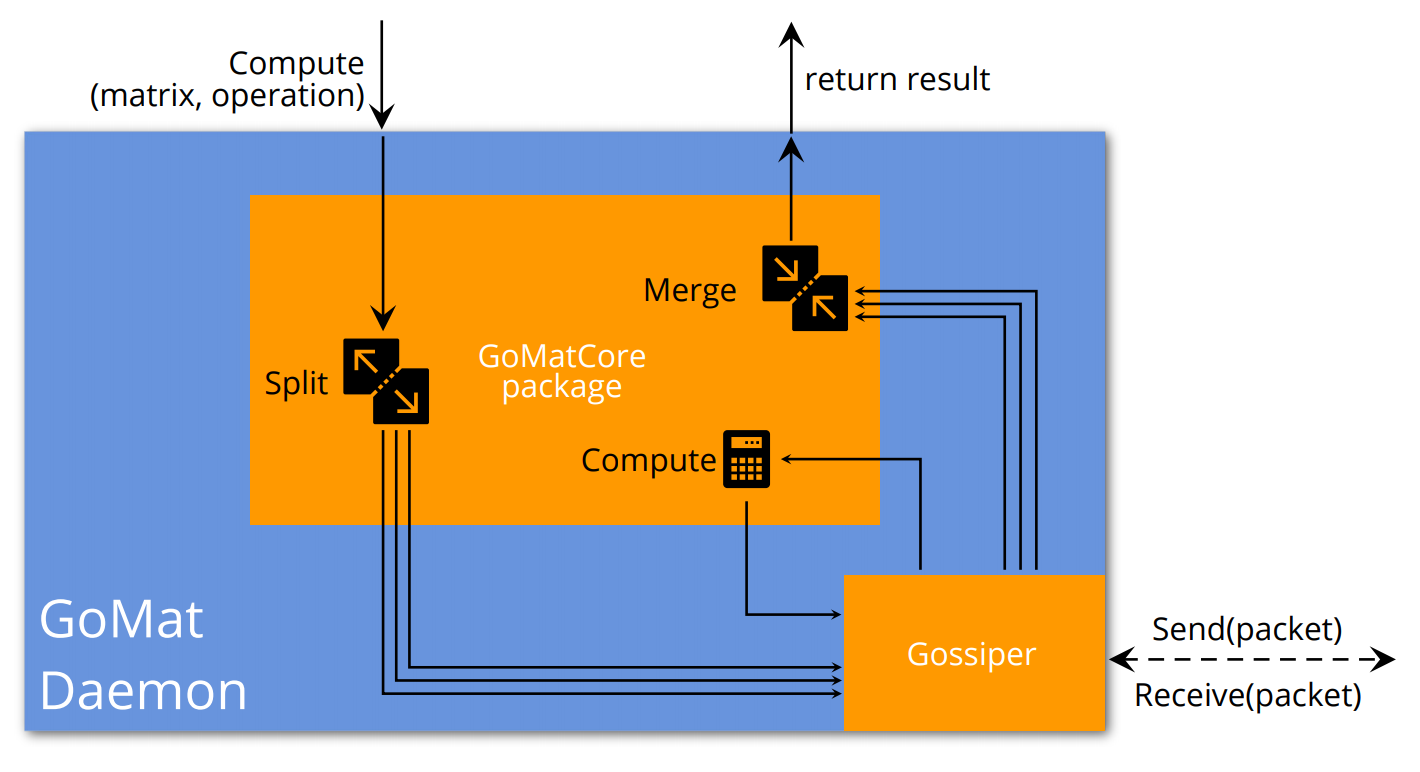 Compute
(matrix, operation)
return result
Merge
GoMatCore
package
Split
Compute
GoMat
Daemon
Gossiper
Send(packet)
Receive(packet)